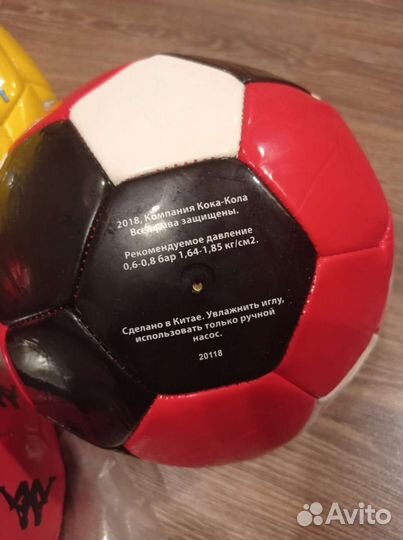 2018, Компания Кока-Кола
Все права защищены.
Рекомендуемое давление
0,6-0,8 бар 1,64-1,85 кг/см2.
Сделано в Китае. Увлажнить иглу,
использовать только ручной
насос.
20118
Avito